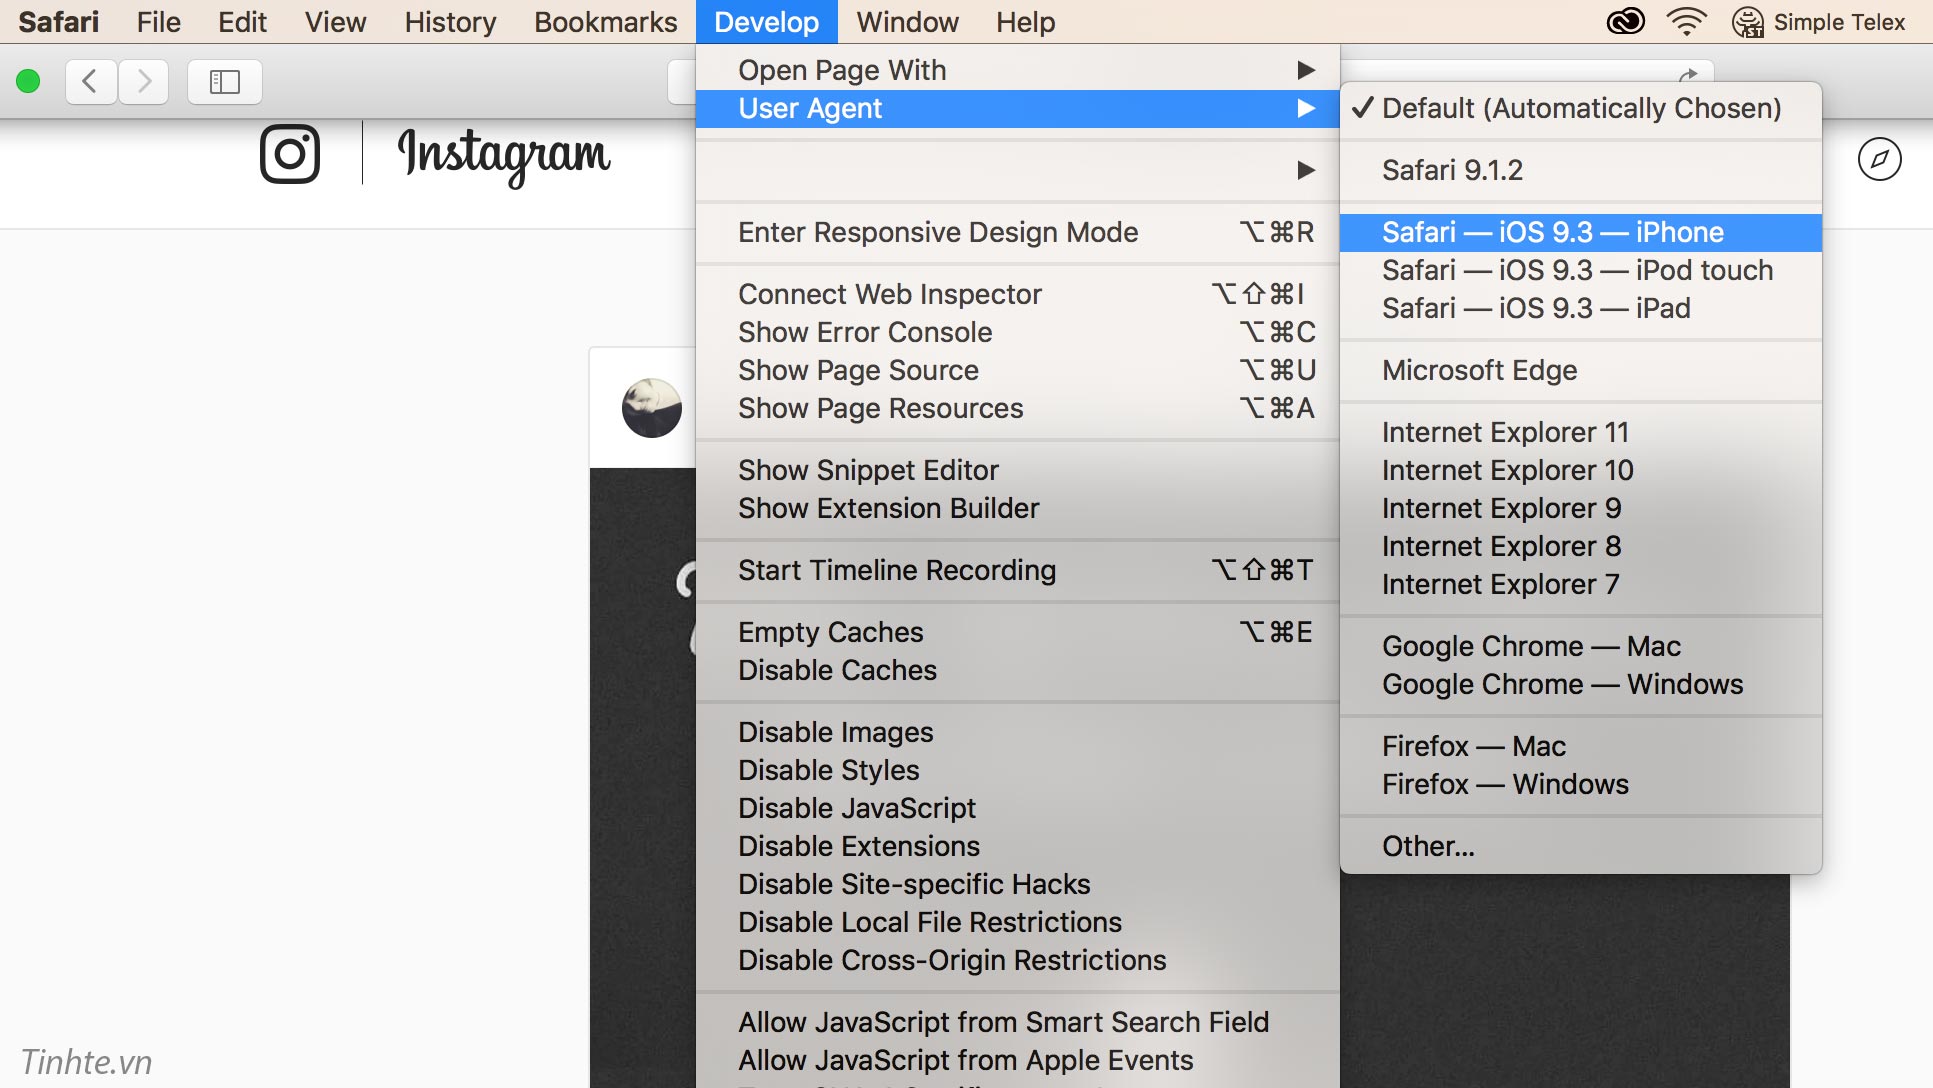 Safari File Edit View History Bookmarks Develop Window Help Simple Telex
Instagram
Open Page With
User Agent
Enter Responsive Design Mode ⌥⌘R
Connect Web Inspector ⌥⇧⌘I
Show Error Console ⌥⌘C
Show Page Source ⌥⌘U
Show Page Resources ⌥⌘A
Show Snippet Editor
Show Extension Builder
Start Timeline Recording ⌥⇧⌘T
Empty Caches ⌥⌘E
Disable Caches
Disable Images
Disable Styles
Disable JavaScript
Disable Extensions
Disable Site-specific Hacks
Disable Local File Restrictions
Disable Cross-Origin Restrictions
Allow JavaScript from Smart Search Field
Allow JavaScript from Apple Events
✓ Default (Automatically Chosen)
Safari 9.1.2
Safari — iOS 9.3 — iPhone
Safari — iOS 9.3 — iPod touch
Safari — iOS 9.3 — iPad
Microsoft Edge
Internet Explorer 11
Internet Explorer 10
Internet Explorer 9
Internet Explorer 8
Internet Explorer 7
Google Chrome — Mac
Google Chrome — Windows
Firefox — Mac
Firefox — Windows
Other...
Tinhte.vn